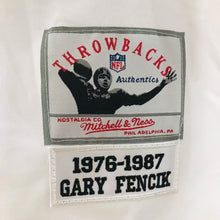 THROWBACKS
NFL
Authentics
NOSTALGIA CO.
Mitchell & Ness
PHILADELPHIA, PA
1976-1987
GARY FENCIK